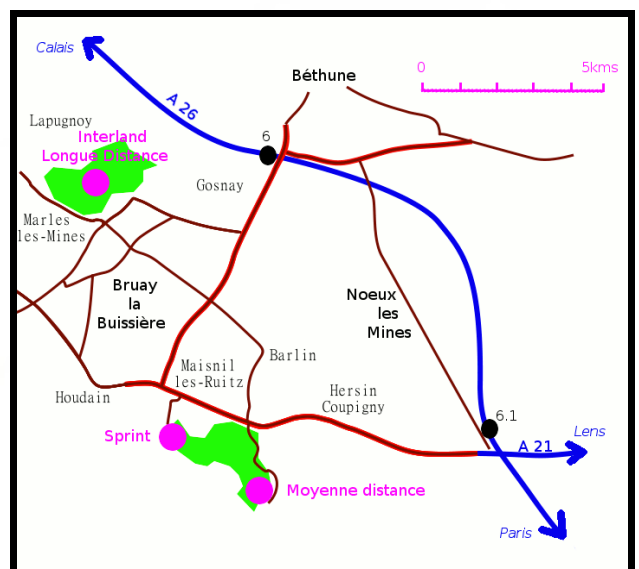 Calais
0
5kms
Béthune
A 26
Lapugnoy
6
Interland
Longue Distance
Gosnay
Marles
les-Mines
Bruay
la
Buissière
Noeux
les
Mines
Maisnil
les-Ruitz
Barlin
Houdain
Hersin
Coupigny
6.1
Sprint
Lens
A 21
Moyenne distance
Paris